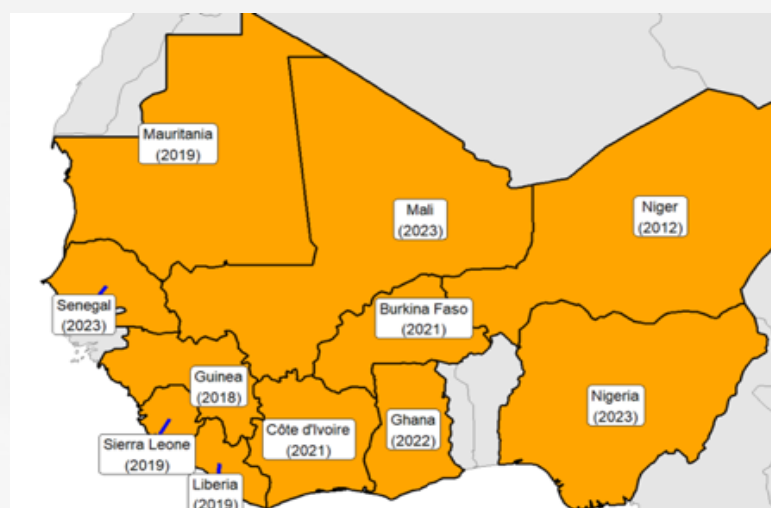 Mauritania
(2019)
Mali
(2023)
Niger
(2012)
Senegal
(2023)
Burkina Faso
(2021)
Guinea
(2018)
Nigeria
(2023)
Côte d'Ivoire
(2021)
Ghana
(2022)
Sierra Leone
(2019)
Liberia
(2019)